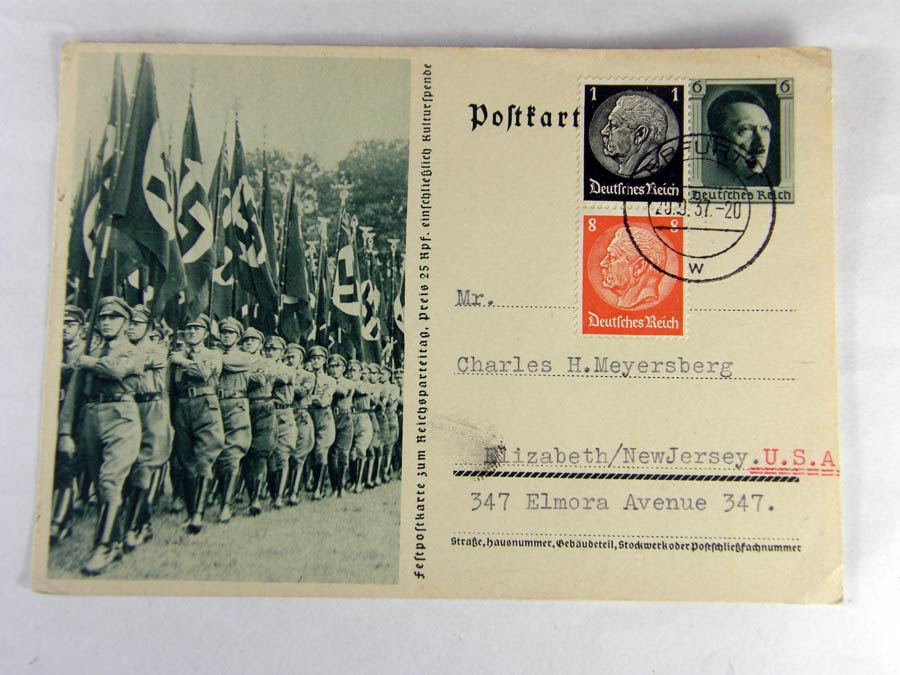 Festpostkarte zum Reichsparteitag, Preis 25 Rpf. einschließlich Kulturspende
Postkart
1 1
Deutsches Reich
6 6
Deutsches Reich
8 8
Deutsches Reich
-20
w
Mr.
Charles H.Meyersberg
Elizabeth/NewJersey.U.S.A
347 Elmora Avenue 347.
Straße, Hausnummer, Gebäudeteil, Stockwerk oder Postschließfachnummer